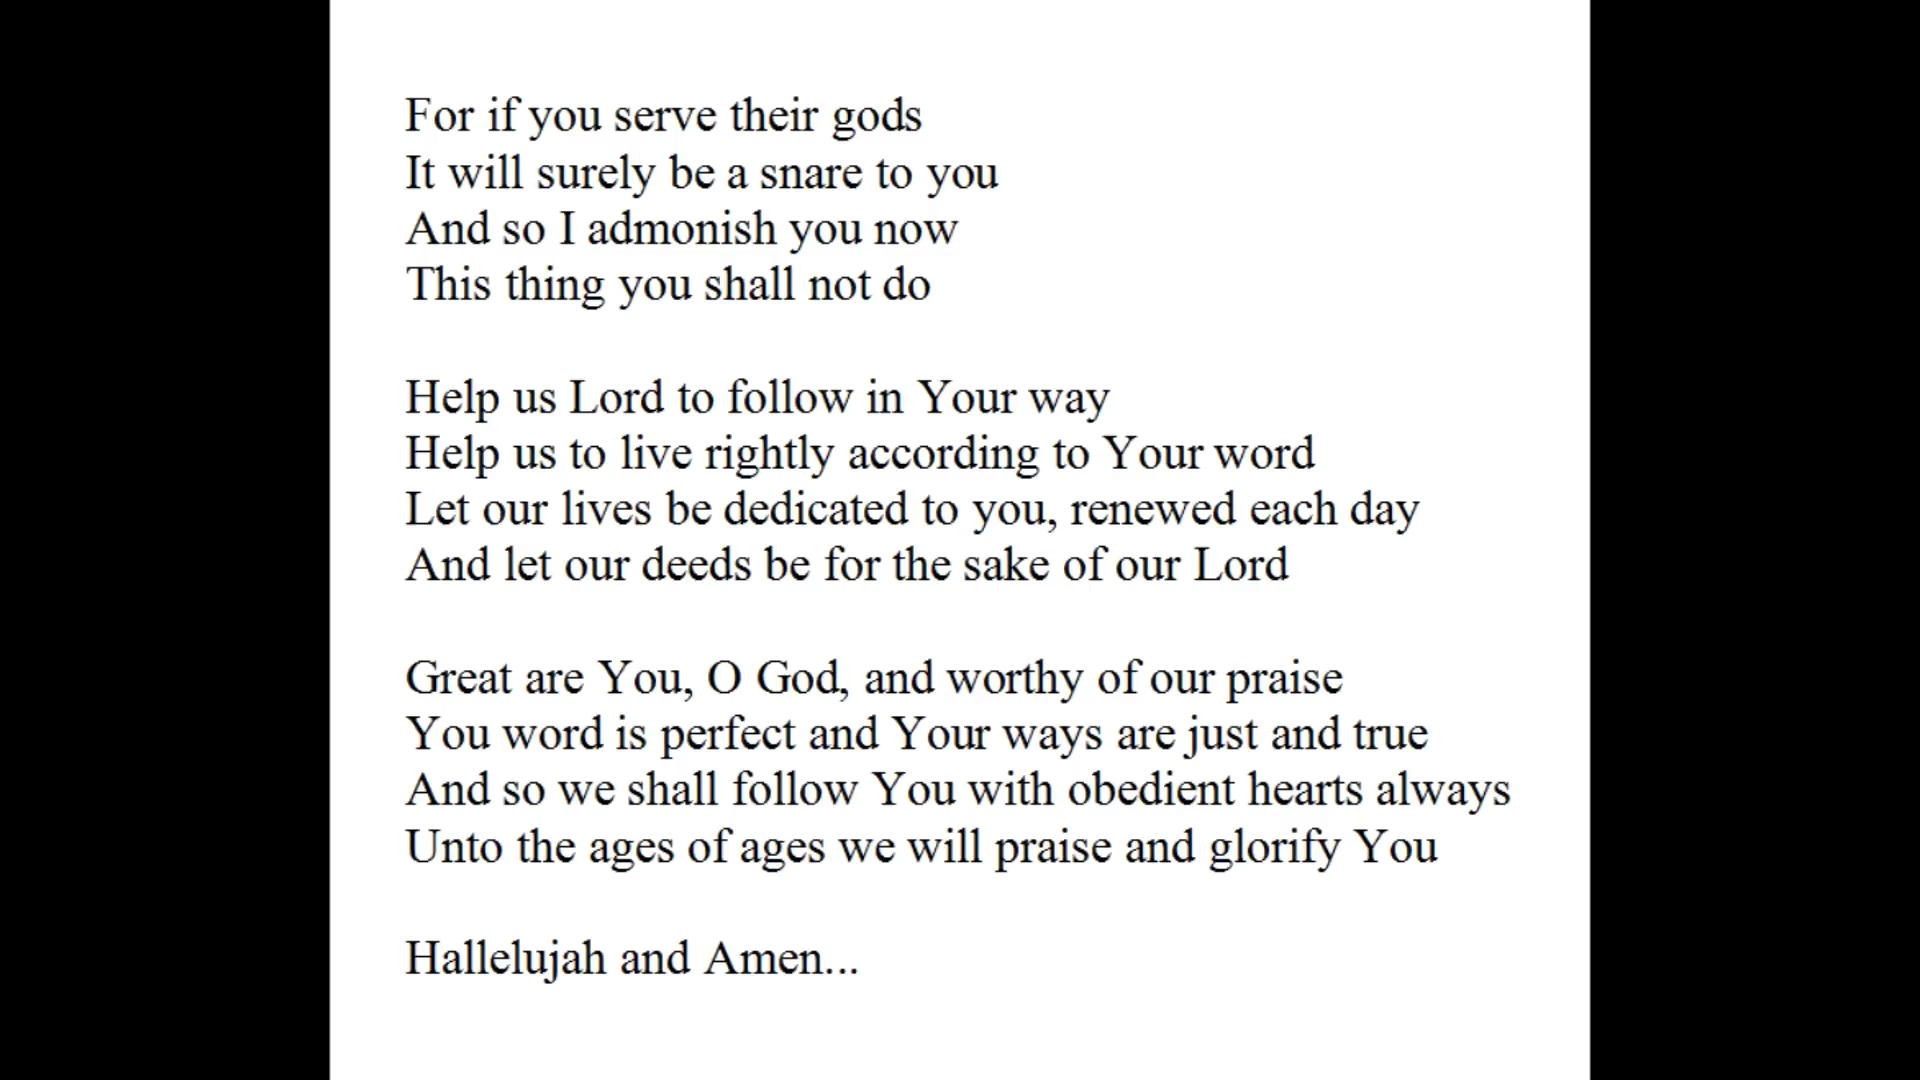 For if you serve their gods
It will surely be a snare to you
And so I admonish you now
This thing you shall not do
Help us Lord to follow in Your way
Help us to live rightly according to Your word
Let our lives be dedicated to you, renewed each day
And let our deeds be for the sake of our Lord
Great are You, O God, and worthy of our praise
You word is perfect and Your ways are just and true
And so we shall follow You with obedient hearts always
Unto the ages of ages we will praise and glorify You
Hallelujah and Amen...